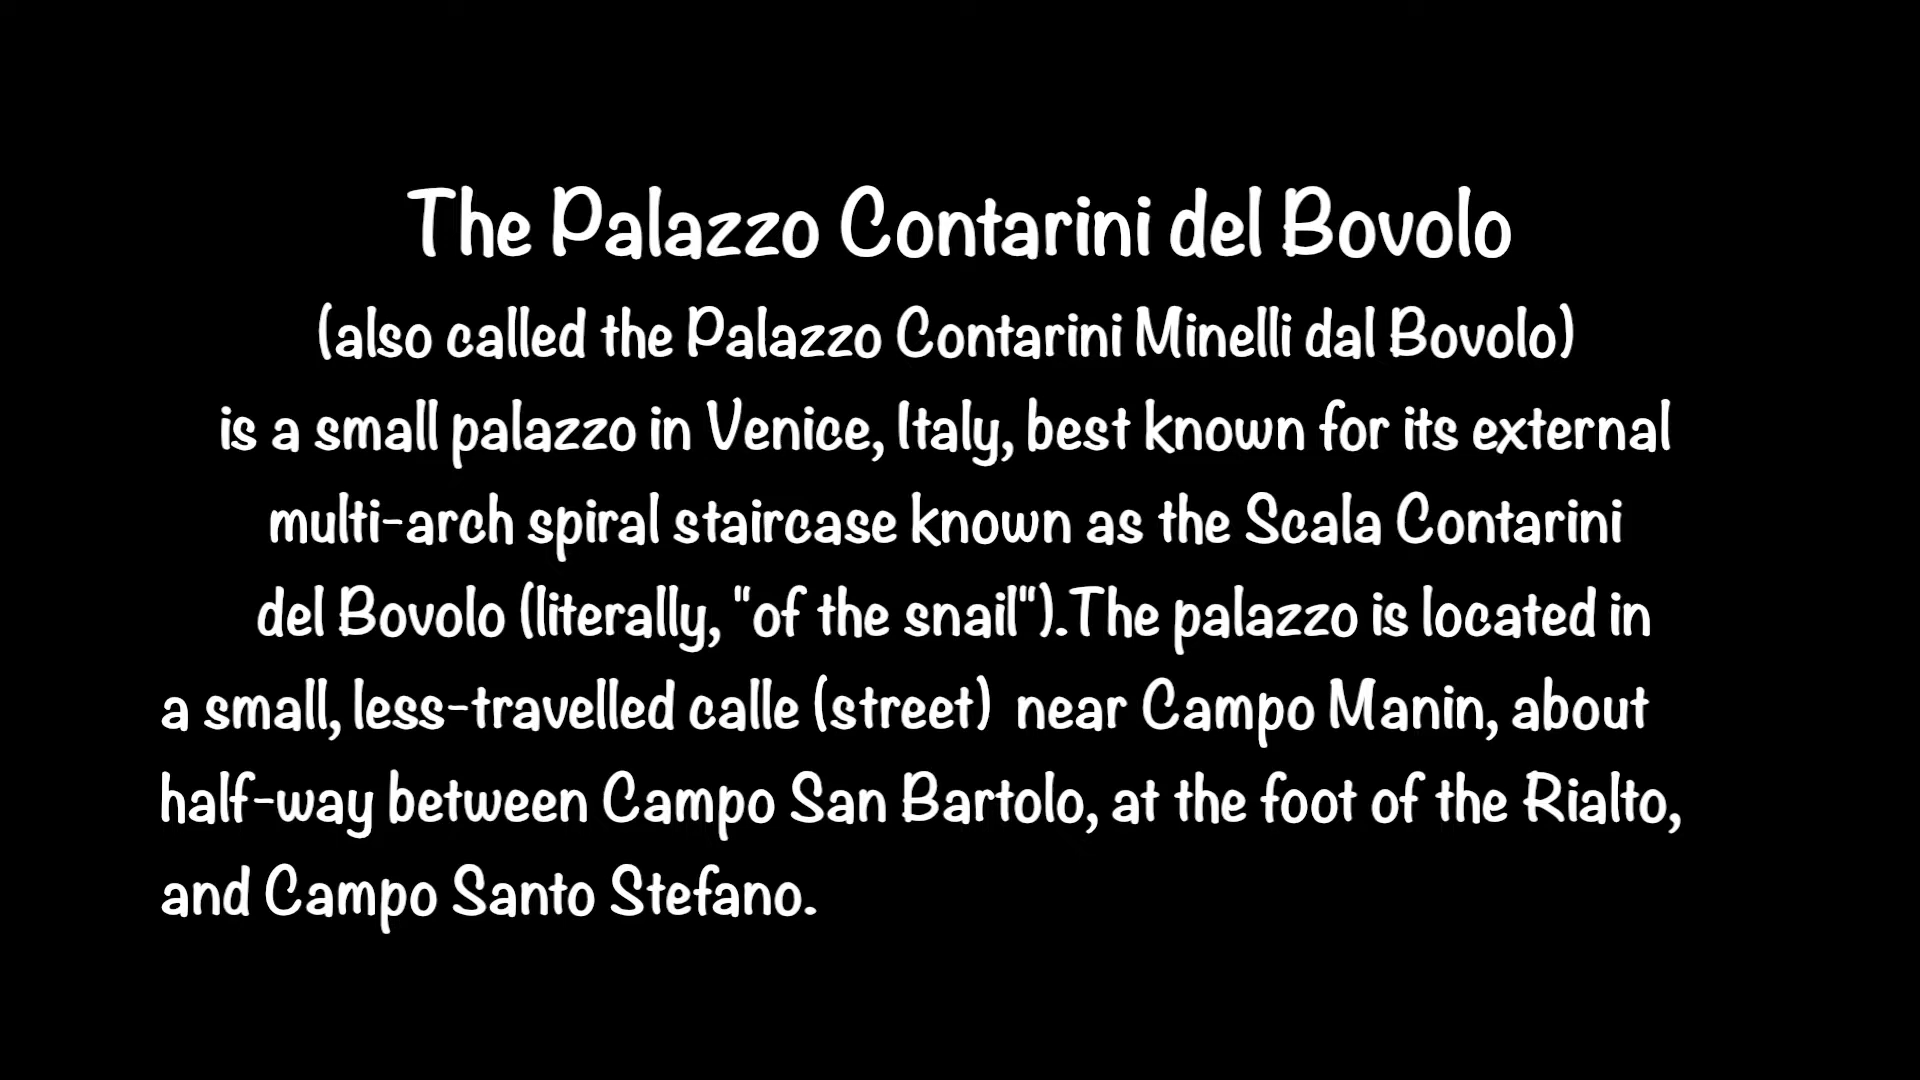 The Palazzo Contarini del Bovolo
(also called the Palazzo Contarini Minelli dal Bovolo)
is a small palazzo in Venice, Italy, best known for its external
multi-arch spiral staircase known as the Scala Contarini
del Bovolo (literally, "of the snail").The palazzo is located in
a small, less-travelled calle (street)  near Campo Manin, about
half-way between Campo San Bartolo, at the foot of the Rialto,
and Campo Santo Stefano.